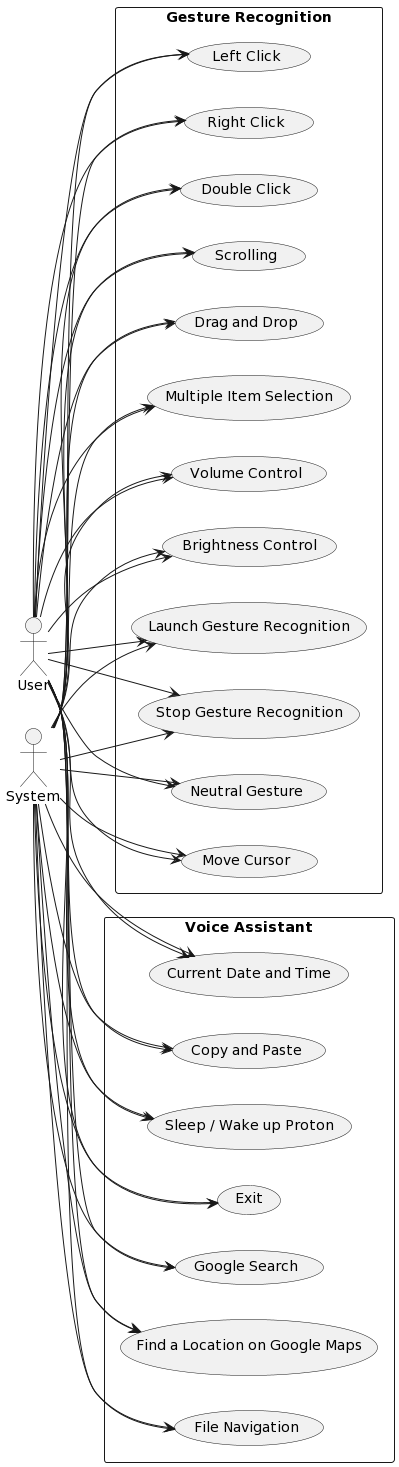 Gesture Recognition
Left Click
Right Click
Double Click
Scrolling
Drag and Drop
Multiple Item Selection
Volume Control
Brightness Control
Launch Gesture Recognition
User
Stop Gesture Recognition
System
Neutral Gesture
Move Cursor
Voice Assistant
Current Date and Time
Copy and Paste
Sleep / Wake up Proton
Exit
Google Search
Find a Location on Google Maps
File Navigation